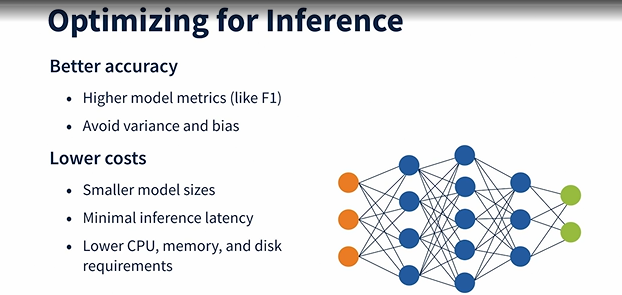 Optimizing for Inference
Better accuracy
• Higher model metrics (like F1)
• Avoid variance and bias
Lower costs
• Smaller model sizes
• Minimal inference latency
• Lower CPU, memory, and disk
requirements